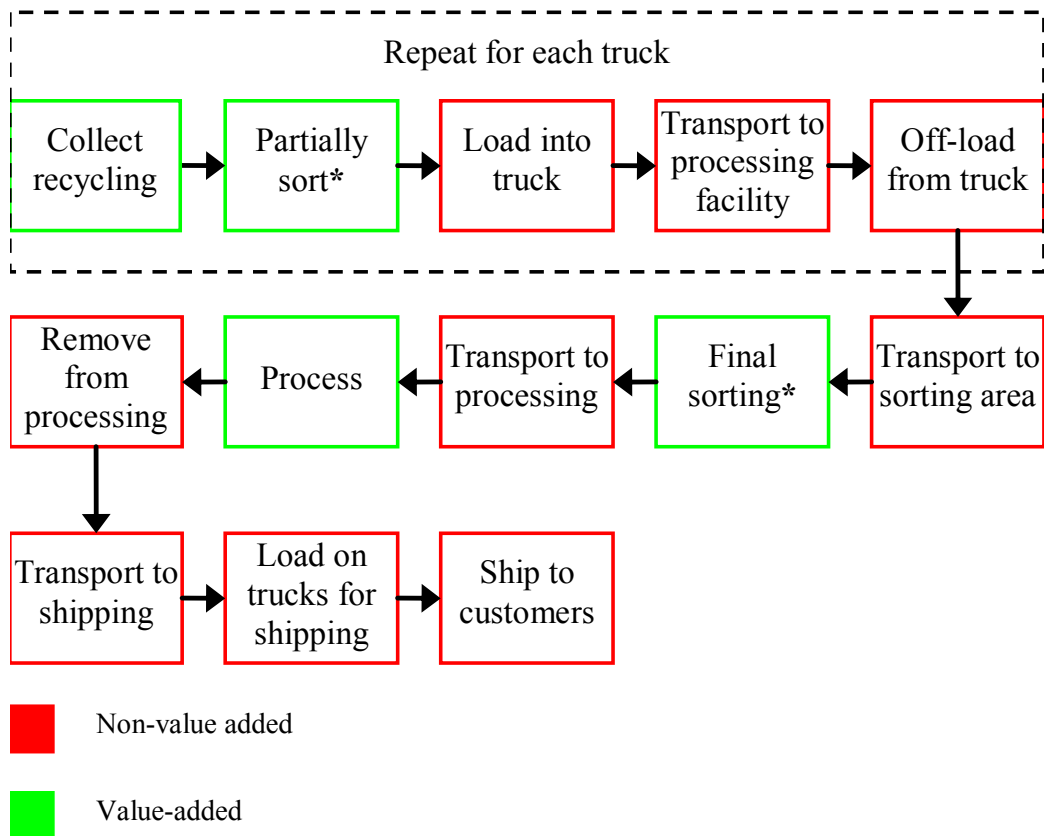 Repeat for each truck
Collect
recycling
Partially
sort*
Load into
truck
Transport to
processing
facility
Off-load
from truck
Remove
from
processing
Process
Transport to
processing
Final
sorting*
Transport to
sorting area
Transport to
shipping
Load on
trucks for
shipping
Ship to
customers
Non-value added
Value-added